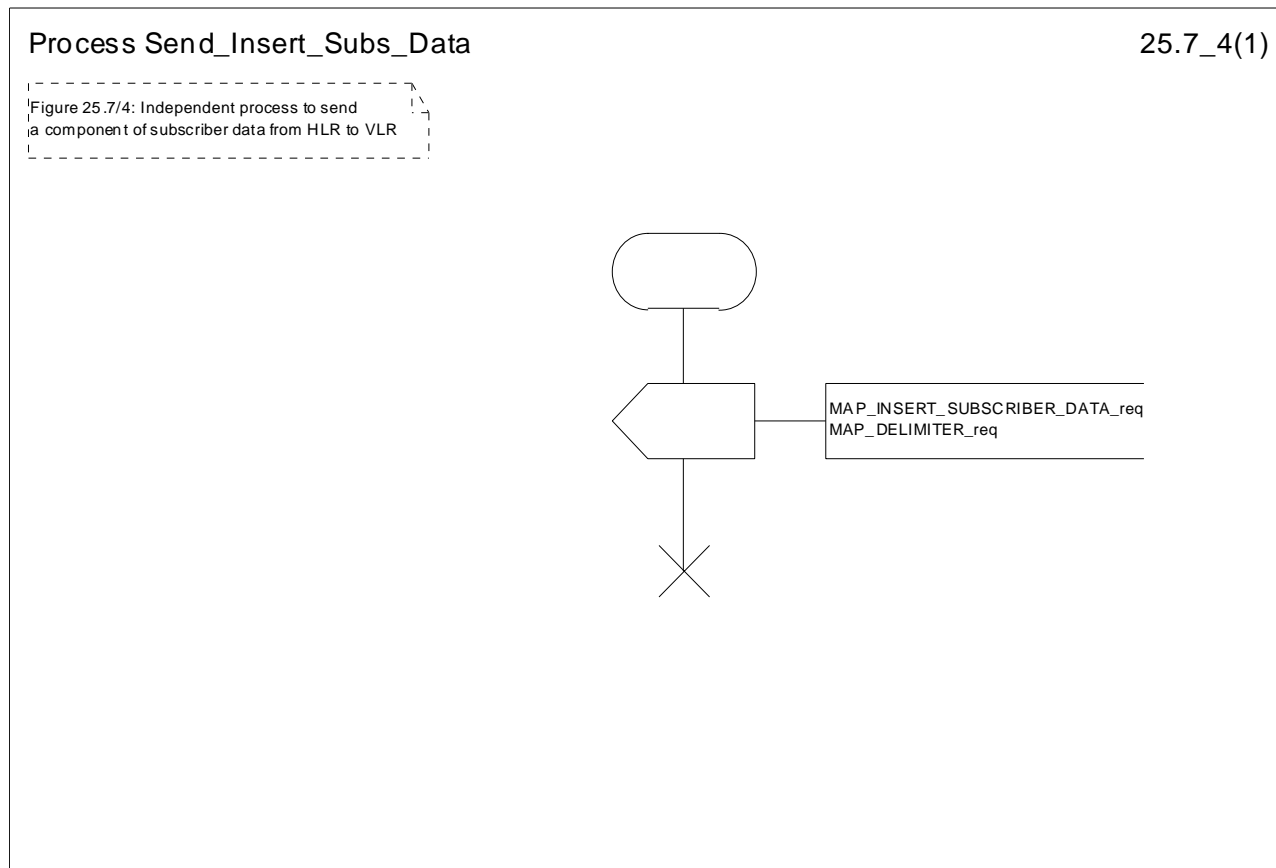 Process Send_Insert_Subs_Data
25.7_4(1)
Figure 25.7/4: Independent process to send
a component of subscriber data from HLR to VLR
MAP_INSERT_SUBSCRIBER_DATA_req
MAP_DELIMITER_req